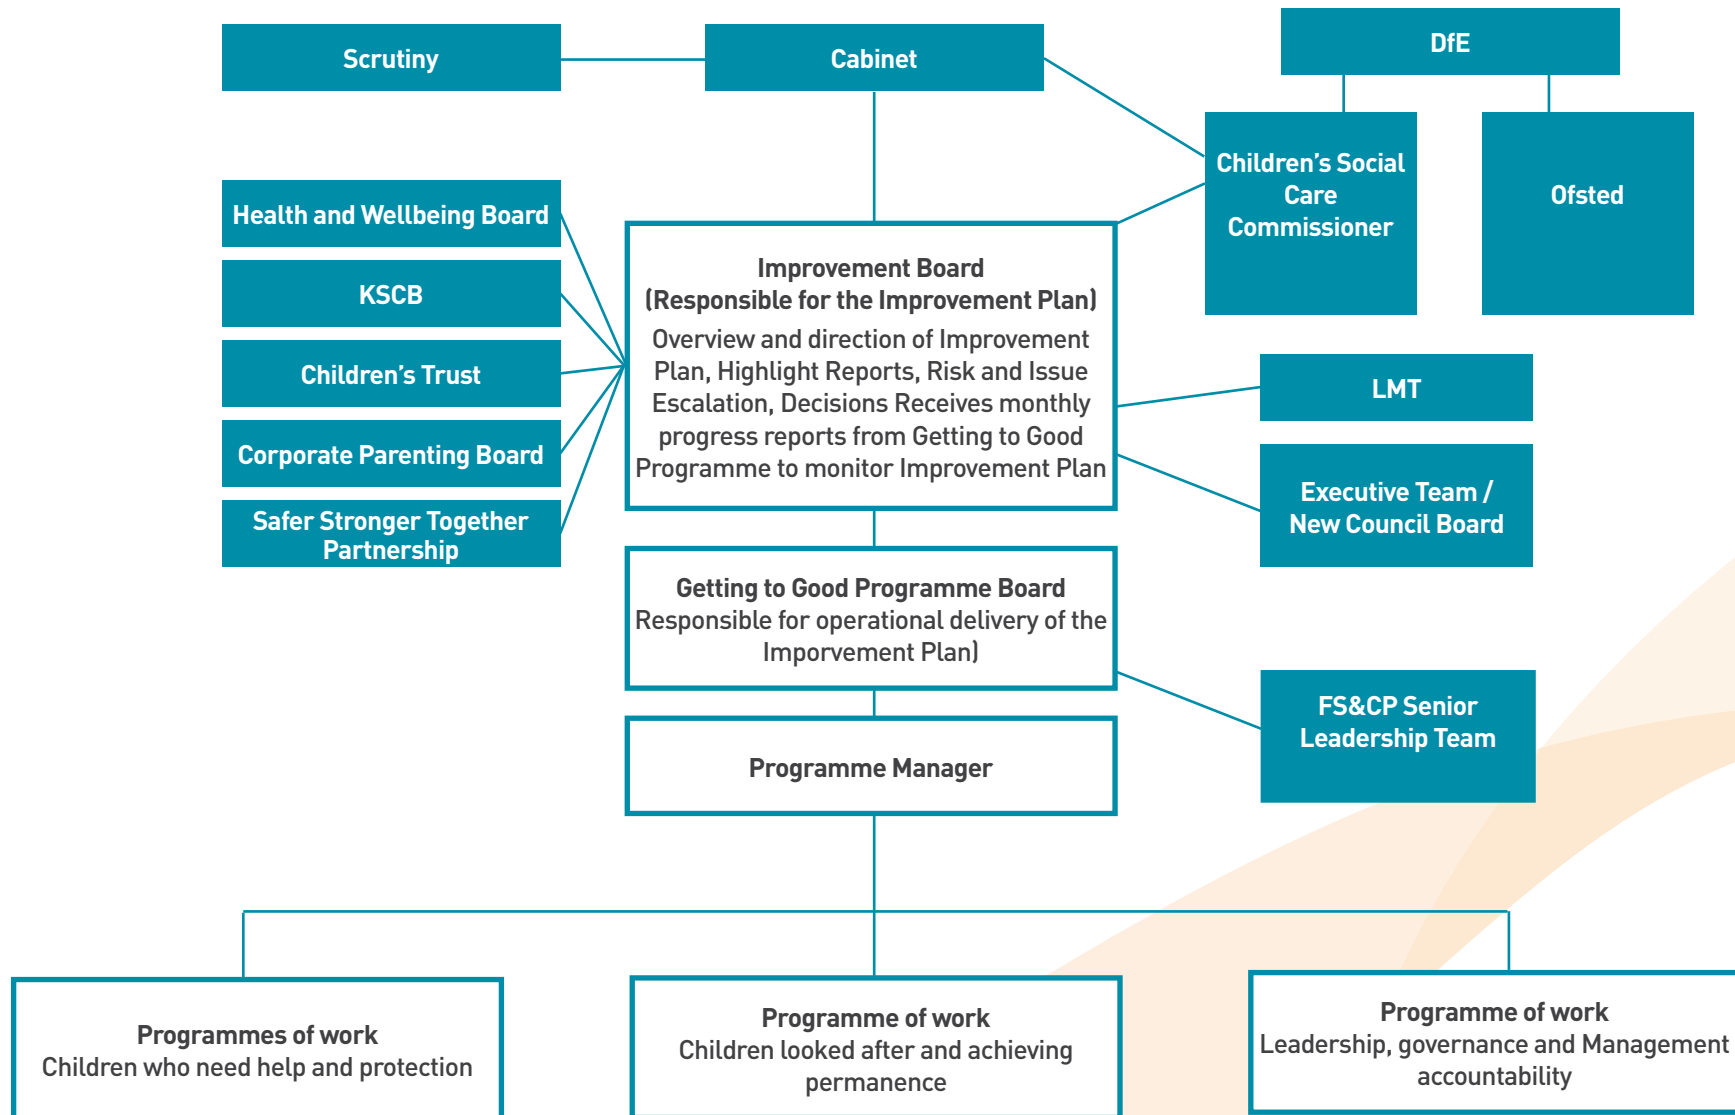 Scrutiny
Cabinet
DfE
Children’s Social
Care
Commissioner
Ofsted
Health and Wellbeing Board
KSCB
Children’s Trust
Corporate Parenting Board
Safer Stronger Together
Partnership
Improvement Board
(Responsible for the Improvement Plan)
Overview and direction of Improvement
Plan, Highlight Reports, Risk and Issue
Escalation, Decisions Receives monthly
progress reports from Getting to Good
Programme to monitor Improvement Plan
LMT
Executive Team /
New Council Board
Getting to Good Programme Board
Responsible for operational delivery of the
Imporvement Plan)
FS&CP Senior
Leadership Team
Programme Manager
Programmes of work
Children who need help and protection
Programme of work
Children looked after and achieving
permanence
Programme of work
Leadership, governance and Management
accountability